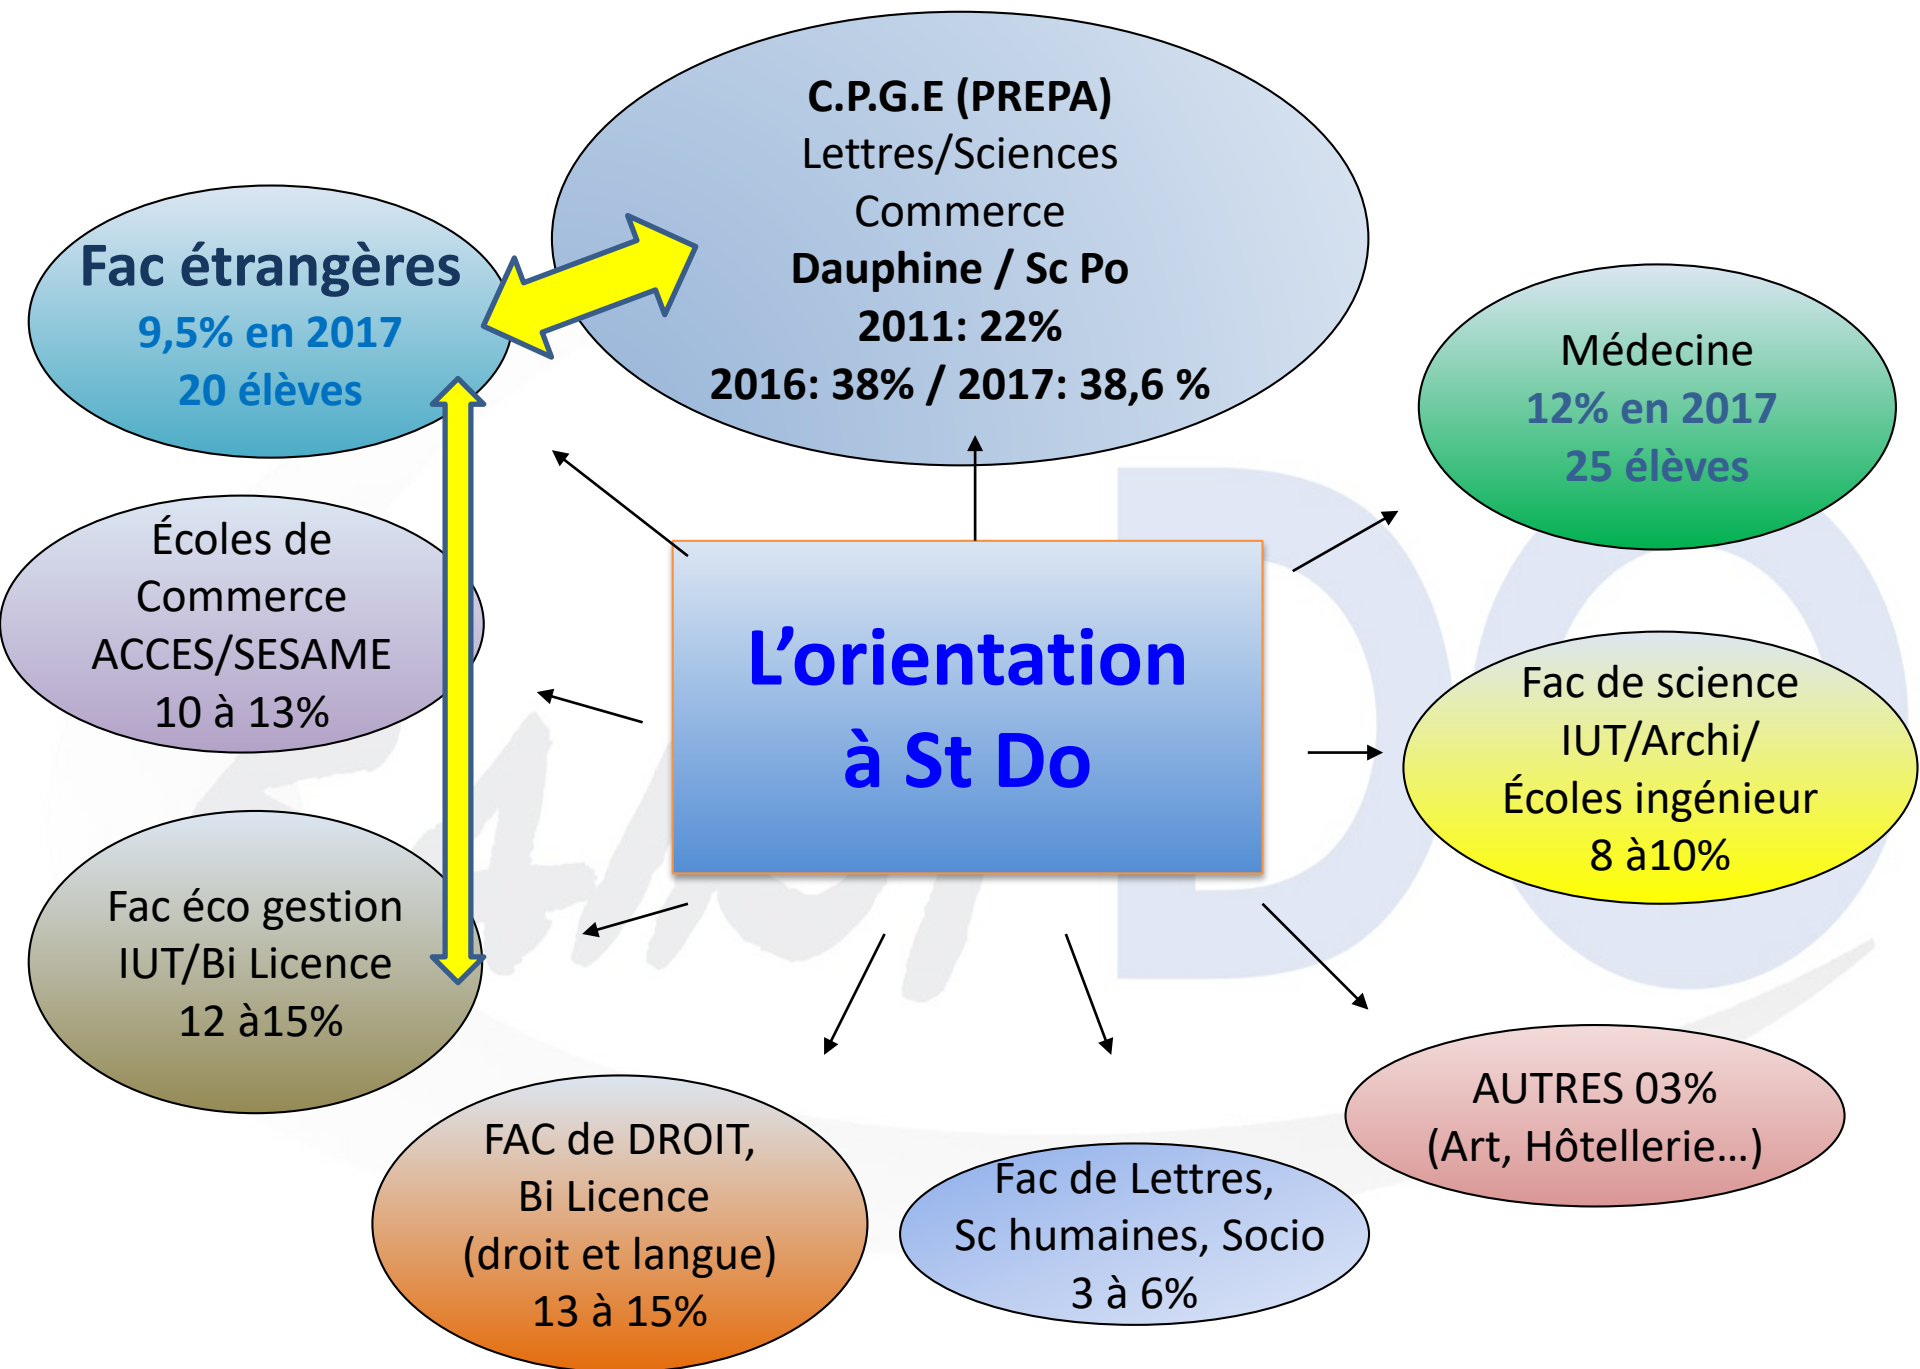 C.P.G.E (PREPA)
Lettres/Sciences
Commerce
Dauphine / Sc Po
2011: 22%
2016: 38% / 2017: 38,6 %
Fac étrangères
9,5% en 2017
20 élèves
Médecine
12% en 2017
25 élèves
Écoles de
Commerce
ACCES/SESAME
10 à 13%
L’orientation
à St Do
Fac de science
IUT/Archi/
Écoles ingénieur
8 à10%
Fac éco gestion
IUT/Bi Licence
12 à15%
FAC de DROIT,
Bi Licence
(droit et langue)
13 à 15%
Fac de Lettres,
Sc humaines, Socio
3 à 6%
AUTRES 03%
(Art, Hôtellerie…)
DO